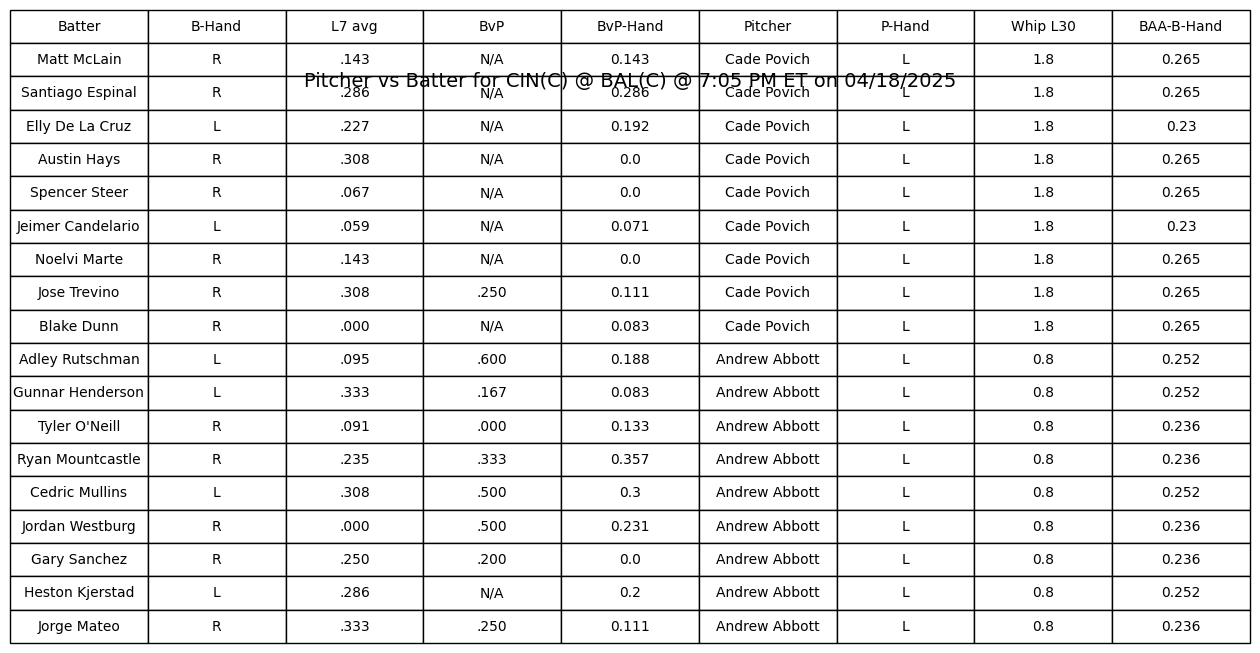 Batter B-Hand L7 avg BvP BvP-Hand Pitcher P-Hand Whip L30 BAA-B-Hand
Matt McLain R .143 N/A 0.143 Cade Povich L 1.8 0.265
Pitcher vs Batter for CIN(C) @ BAL(C) @ 7:05 PM ET on 04/18/2025
Santiago Espinal R .286 N/A 0.286 Cade Povich L 1.8 0.265
Elly De La Cruz L .227 N/A 0.192 Cade Povich L 1.8 0.23
Austin Hays R .308 N/A 0.0 Cade Povich L 1.8 0.265
Spencer Steer R .067 N/A 0.0 Cade Povich L 1.8 0.265
Jeimer Candelario L .059 N/A 0.071 Cade Povich L 1.8 0.23
Noelvi Marte R .143 N/A 0.0 Cade Povich L 1.8 0.265
Jose Trevino R .308 .250 0.111 Cade Povich L 1.8 0.265
Blake Dunn R .000 N/A 0.083 Cade Povich L 1.8 0.265
Adley Rutschman L .095 .600 0.188 Andrew Abbott L 0.8 0.252
Gunnar Henderson L .333 .167 0.083 Andrew Abbott L 0.8 0.252
Tyler O'Neill R .091 .000 0.133 Andrew Abbott L 0.8 0.236
Ryan Mountcastle R .235 .333 0.357 Andrew Abbott L 0.8 0.236
Cedric Mullins L .308 .500 0.3 Andrew Abbott L 0.8 0.252
Jordan Westburg R .000 .500 0.231 Andrew Abbott L 0.8 0.236
Gary Sanchez R .250 .200 0.0 Andrew Abbott L 0.8 0.236
Heston Kjerstad L .286 N/A 0.2 Andrew Abbott L 0.8 0.252
Jorge Mateo R .333 .250 0.111 Andrew Abbott L 0.8 0.236